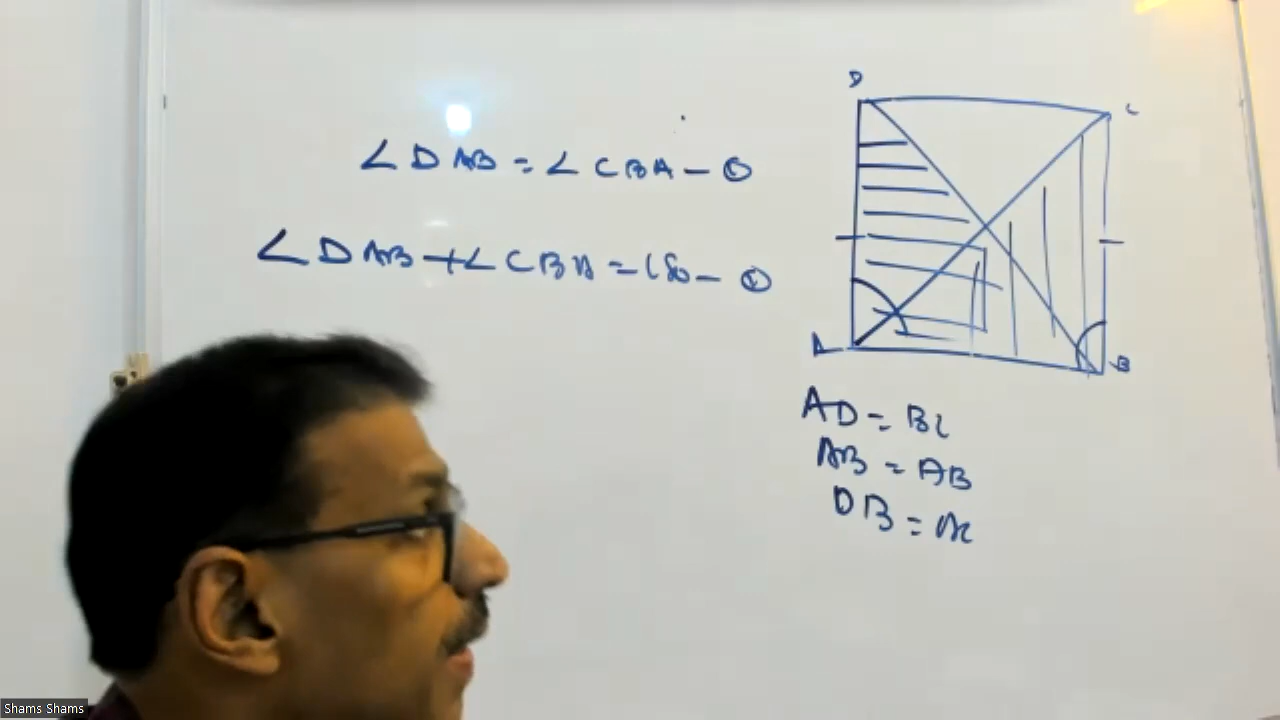 ∠DAB = ∠CBA - ①
∠DAB + ∠CBA = 180 - ②
D
C
A
B
AD = BC
AB = AB
DB = AC
Shams Shams